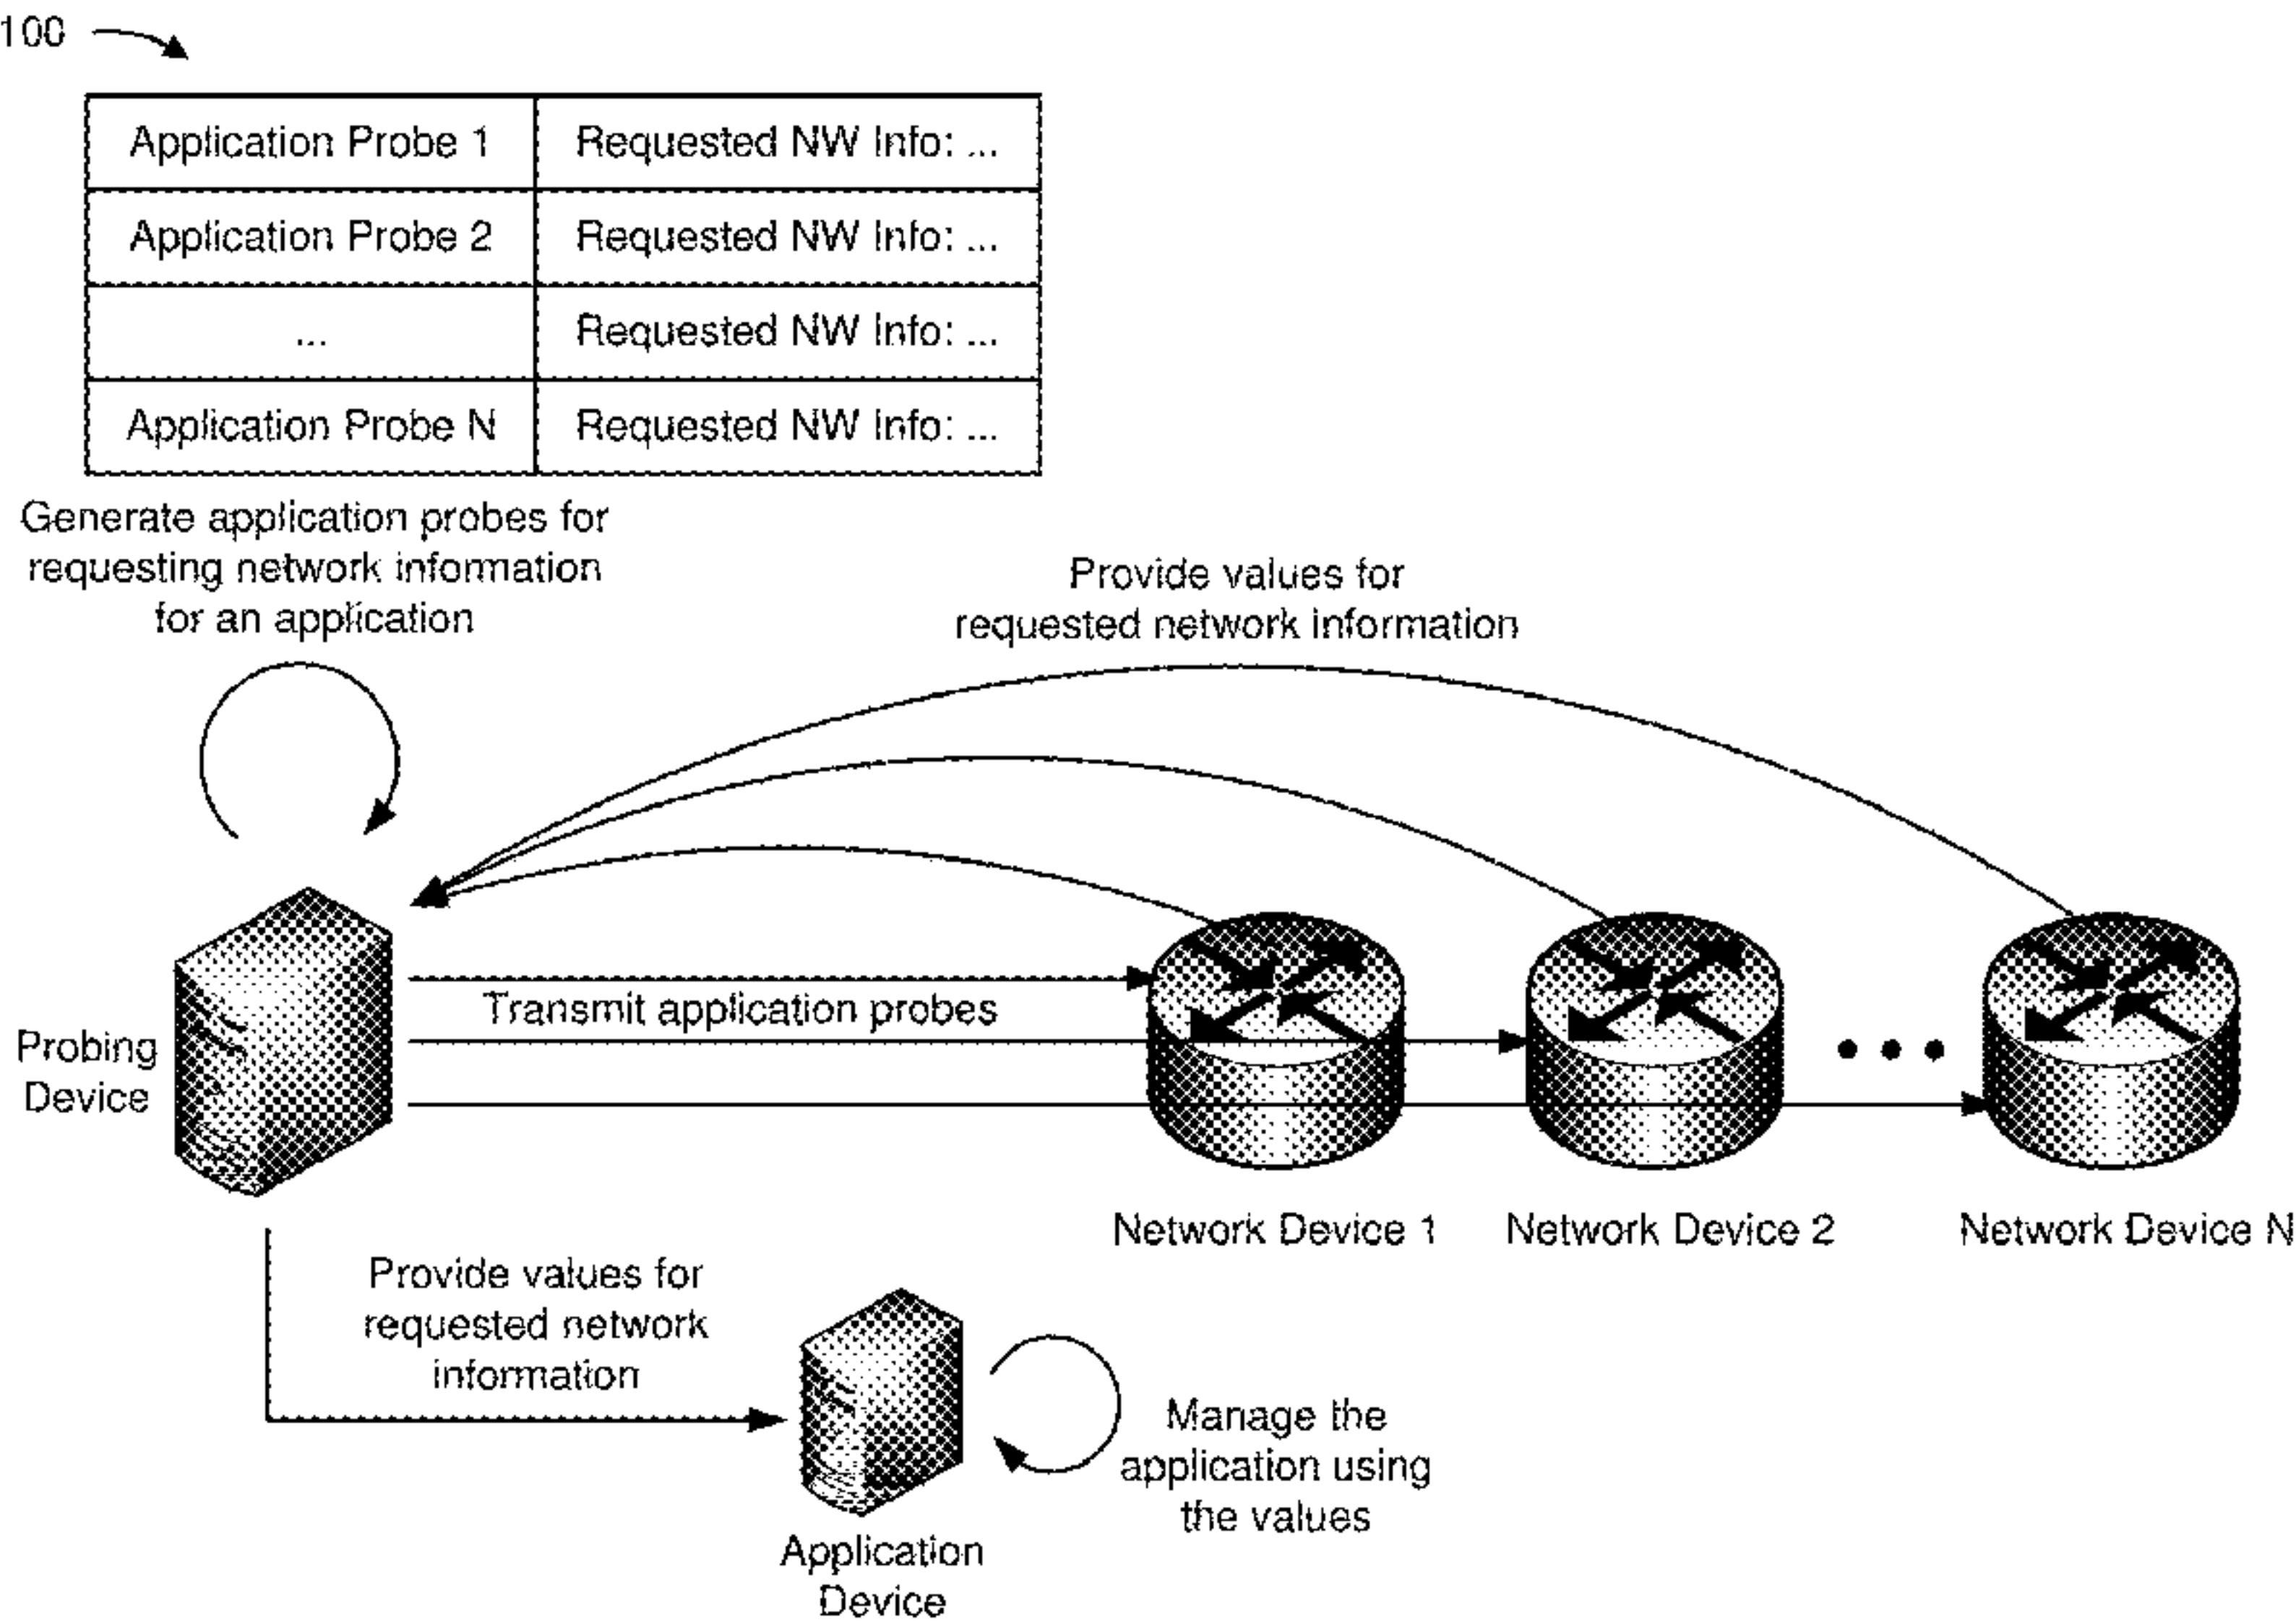 100
Application Probe 1 Requested NW Info: ...
Application Probe 2 Requested NW Info: ...
... Requested NW Info: ...
Application Probe N Requested NW Info: ...
Generate application probes for
requesting network information
for an application
Provide values for
requested network information
Transmit application probes
Probing
Device
Network Device 1
Network Device 2
Network Device N
Provide values for
requested network
information
Manage the
application using
the values
Application
Device